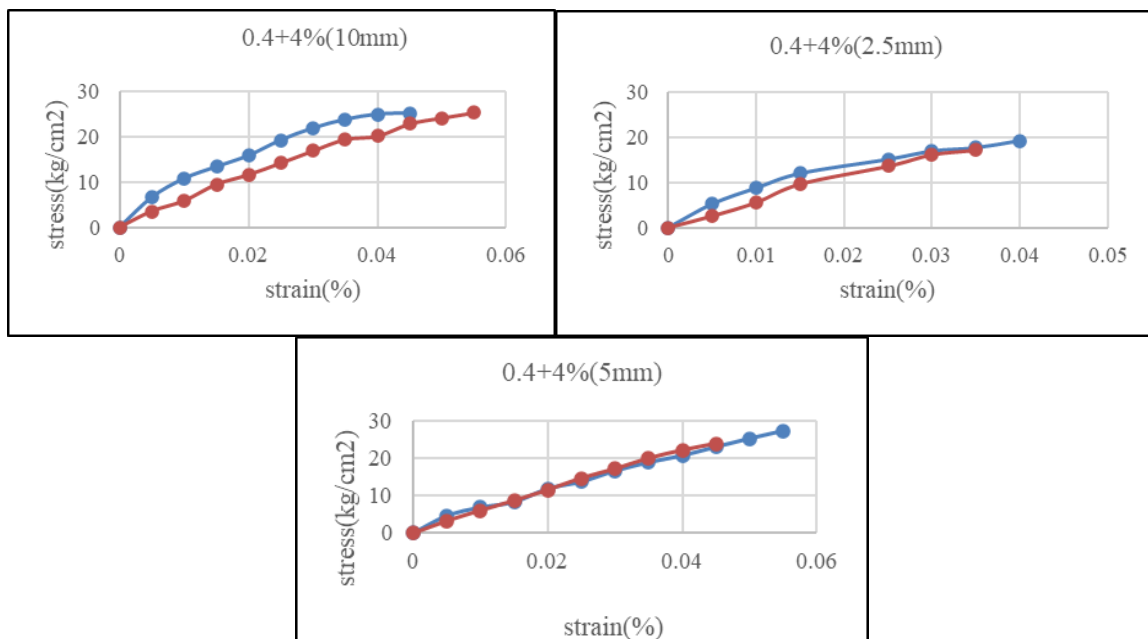 0.4+4%(10mm)
stress(kg/cm2)
30
20
10
0
0 0.02 0.04 0.06
strain(%)
0.4+4%(2.5mm)
stress(kg/cm2)
30
20
10
0
0 0.01 0.02 0.03 0.04 0.05
strain(%)
0.4+4%(5mm)
stress(kg/cm2)
30
20
10
0
0 0.02 0.04 0.06
strain(%)